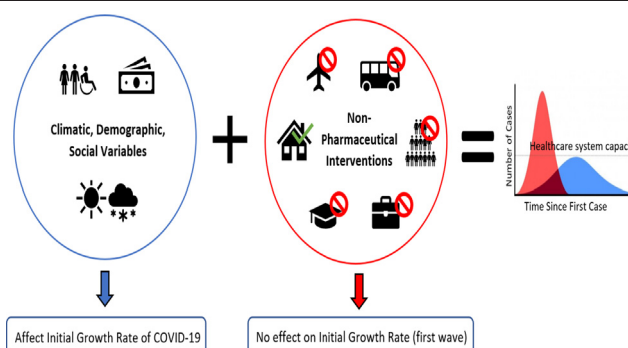 Climatic, Demographic,
Social Variables
Non-
Pharmaceutical
Interventions
Number of Cases
Healthcare system capac
Time Since First Case
Affect Initial Growth Rate of COVID-19
No effect on Initial Growth Rate (first wave)